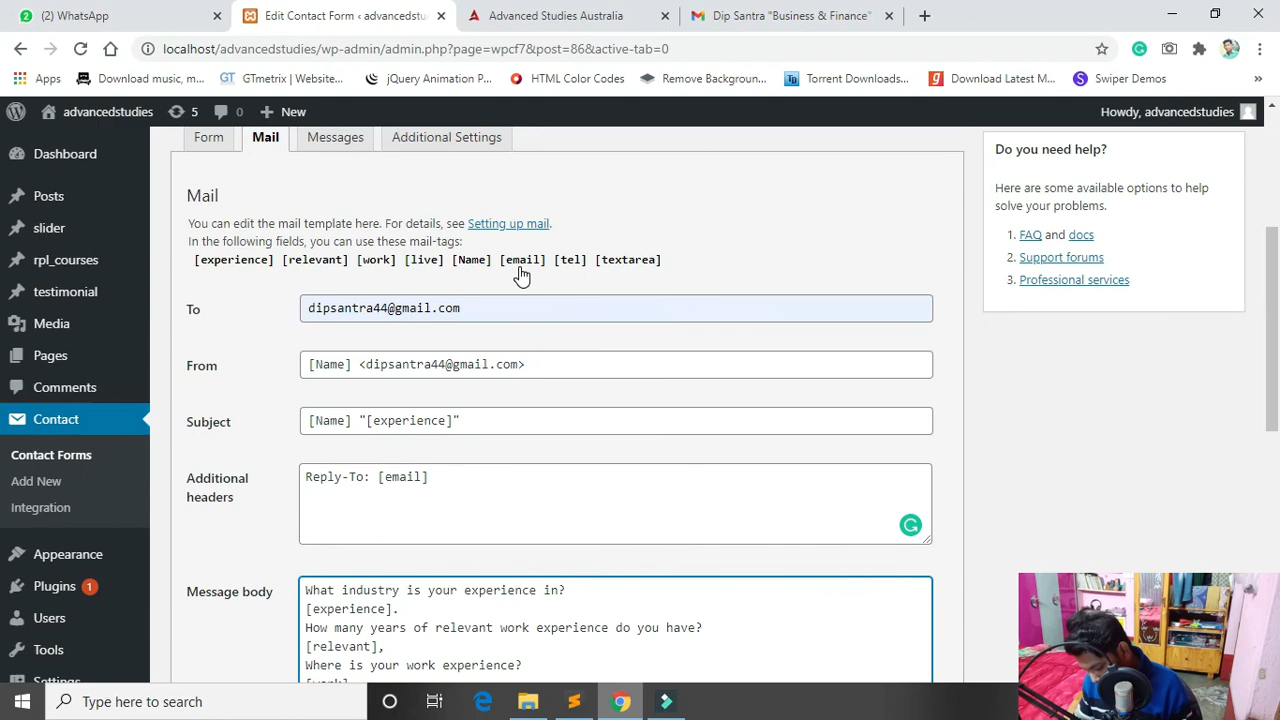 (1) WhatsApp
Edit Contact Form ‹ advancedstu
Advanced Studies Australia
Dip Santra "Business & Finance"
localhost/advancedstudies/wp-admin/admin.php?page=wpcf7&post=86&active-tab=0
Apps
Download music, m...
GTmetrix | Website...
jQuery Animation P...
HTML Color Codes
Remove Backgroun...
Torrent Downloads...
Download Latest M...
Swiper Demos
advancedstudies
5
0
New
Howdy, advancedstudies
Dashboard
Posts
slider
rpl_courses
testimonial
Media
Pages
Comments
Contact
Contact Forms
Add New
Integration
Appearance
Plugins 1
Users
Tools
Settings
Form
Mail
Messages
Additional Settings
Mail
You can edit the mail template here. For details, see Setting up mail.
In the following fields, you can use these mail-tags:
[experience] [relevant] [work] [live] [Name] [email] [tel] [textarea]
To
dipsantra44@gmail.com
From
[Name] <dipsantra44@gmail.com>
Subject
[Name] "[experience]"
Additional
headers
Reply-To: [email]
Message body
What industry is your experience in?
[experience].
How many years of relevant work experience do you have?
[relevant],
Where is your work experience?
[work]
Do you need help?
Here are some available options to help
solve your problems.
1. FAQ and docs
2. Support forums
3. Professional services
Type here to search